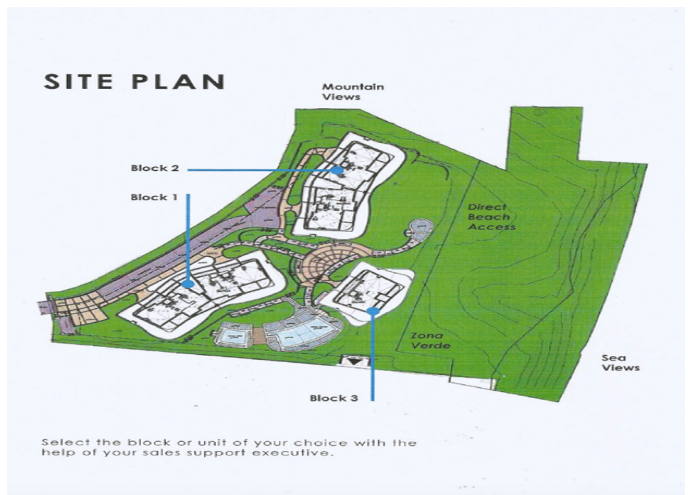 SITE PLAN
Mountain
Views
Block 2
Block 1
Direct
Beach
Access
Zona
Verde
Sea
Views
Block 3
Select the block or unit of your choice with the
help of your sales support executive.